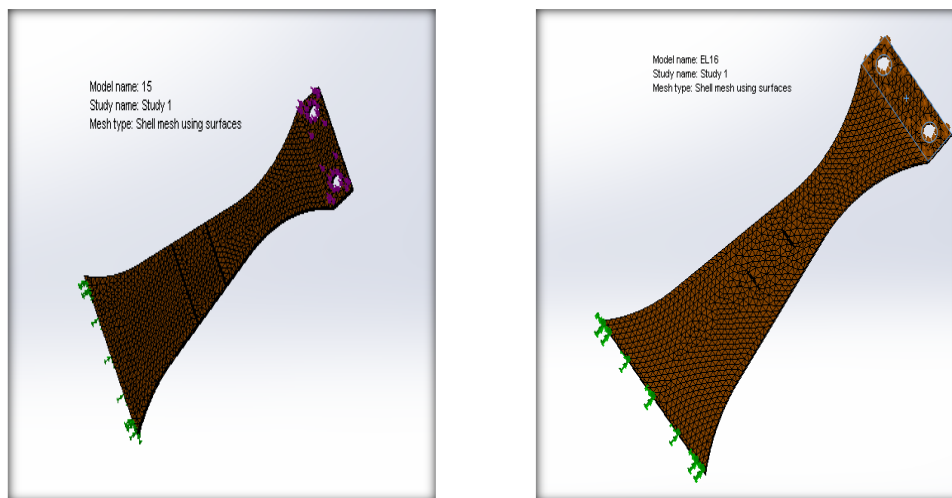 Model name: 15
Study name: Study 1
Mesh type: Shell mesh using surfaces
Model name: EL16
Study name: Study 1
Mesh type: Shell mesh using surfaces